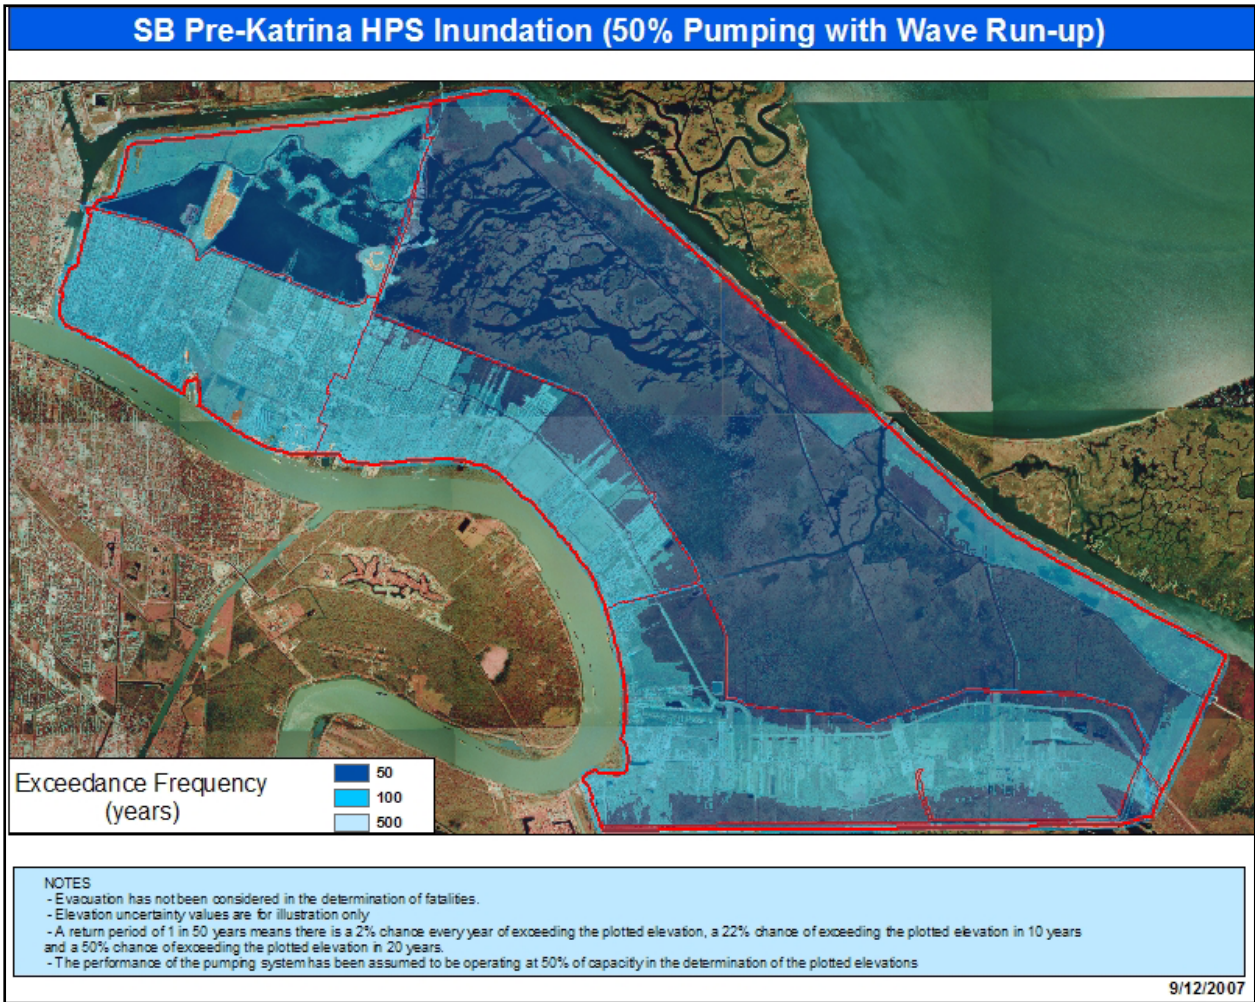 SB Pre-Katrina HPS Inundation (50% Pumping with Wave Run-up)
Exceedance Frequency
(years)
50
100
500
NOTES
- Evacuation has not been considered in the determination of fatalities.
- Elevation uncertainty values are for illustration only
- A return period of 1 in 50 years means there is a 2% chance every year of exceeding the plotted elevation, a 22% chance of exceeding the plotted elevation in 10 years
and a 50% chance of exceeding the plotted elevation in 20 years.
- The performance of the pumping system has been assumed to be operating at 50% of capacitly in the determination of the plotted elevations
9/12/2007